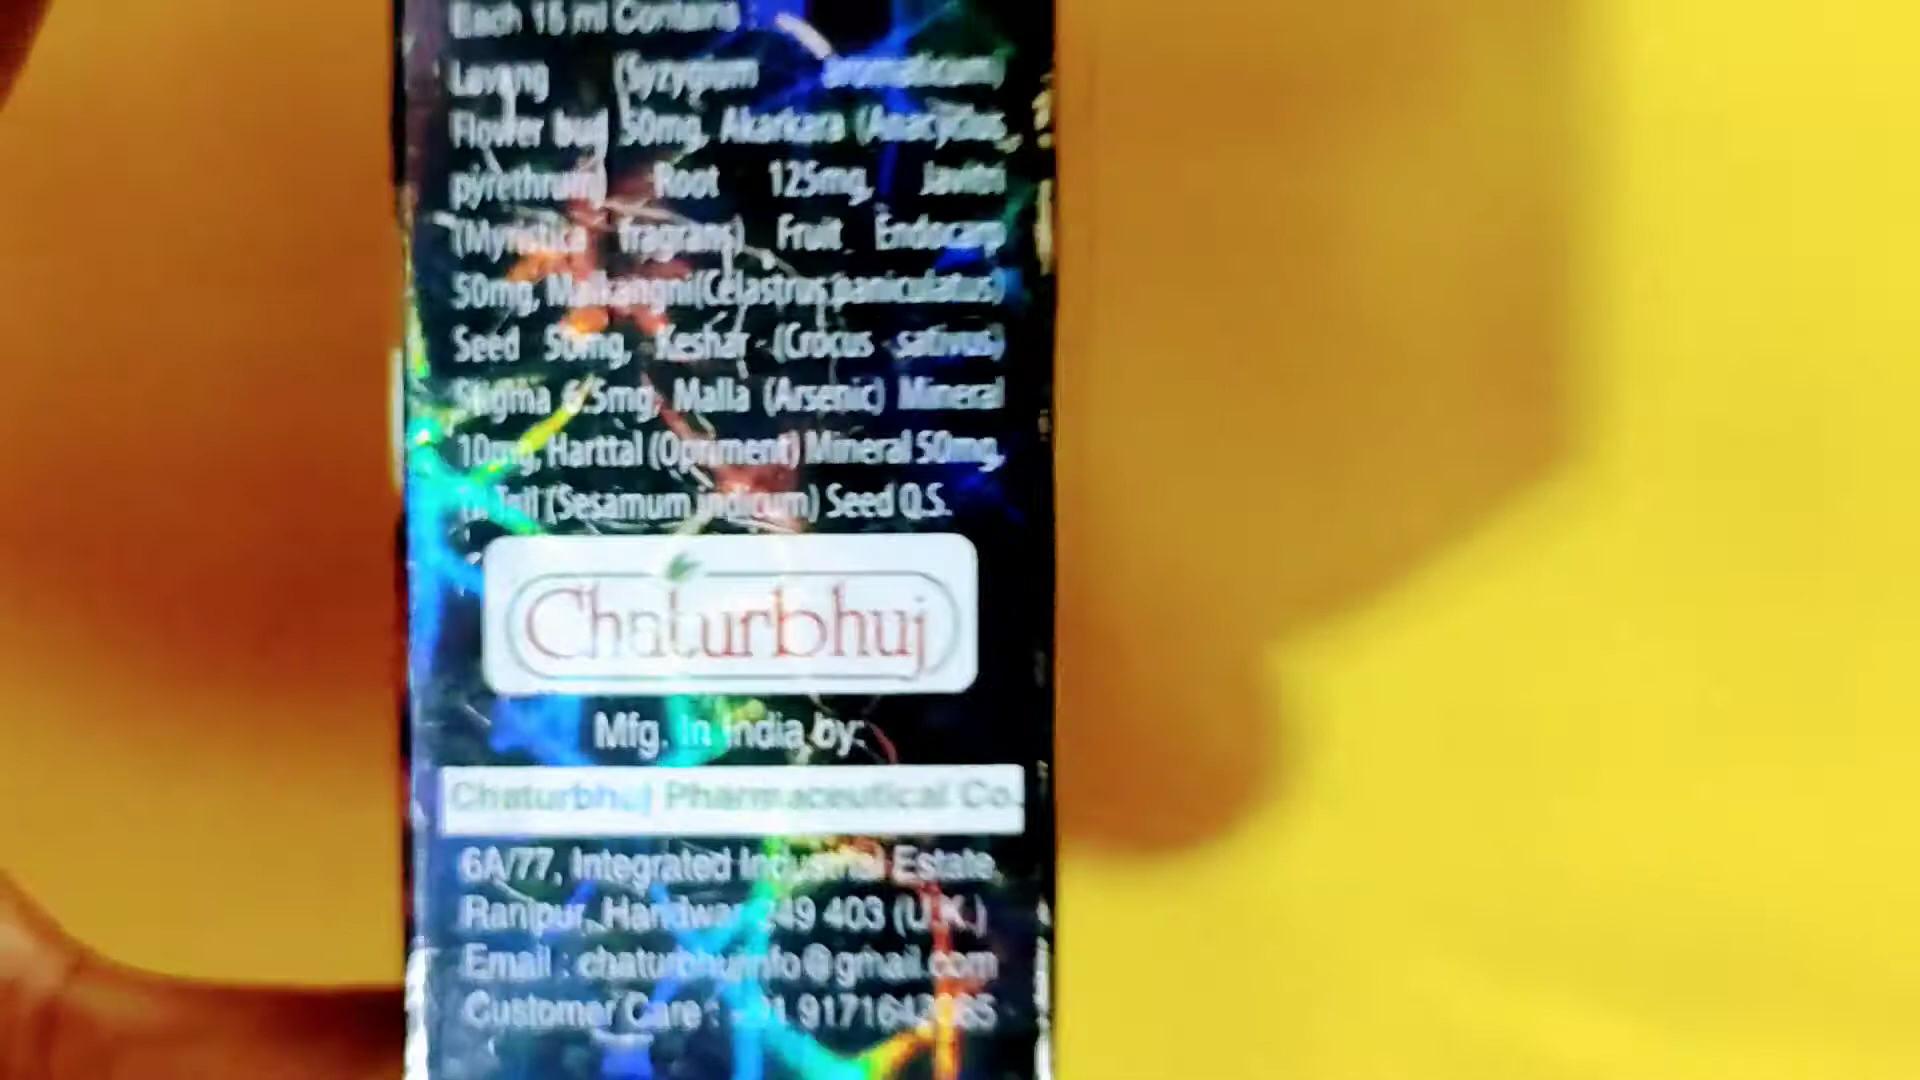 Each 15 ml Contains :
Lavang (Syzygium aromaticum)
Flower bud 50mg, Akarkara (Anacyclus
pyrethrum) Root 125mg, Javitri
(Myristica fragrans) Fruit Endocarp
50mg, Malkangni(Celastrus paniculatus)
Seed 50mg, Keshar (Crocus sativus)
Stigma 6.5mg, Malla (Arsenic) Mineral
10mg, Harttal (Opriment) Mineral 50mg,
Til Tail (Sesamum indicum) Seed Q.S.
Chaturbhuj
Mfg. In India by:
Chaturbhuj Pharmaceutical Co.
6A/77, Integrated Industrial Estate,
Ranipur, Haridwar 249 403 (U.K.)
Email : chaturbhujinfo@gmail.com
Customer Care :